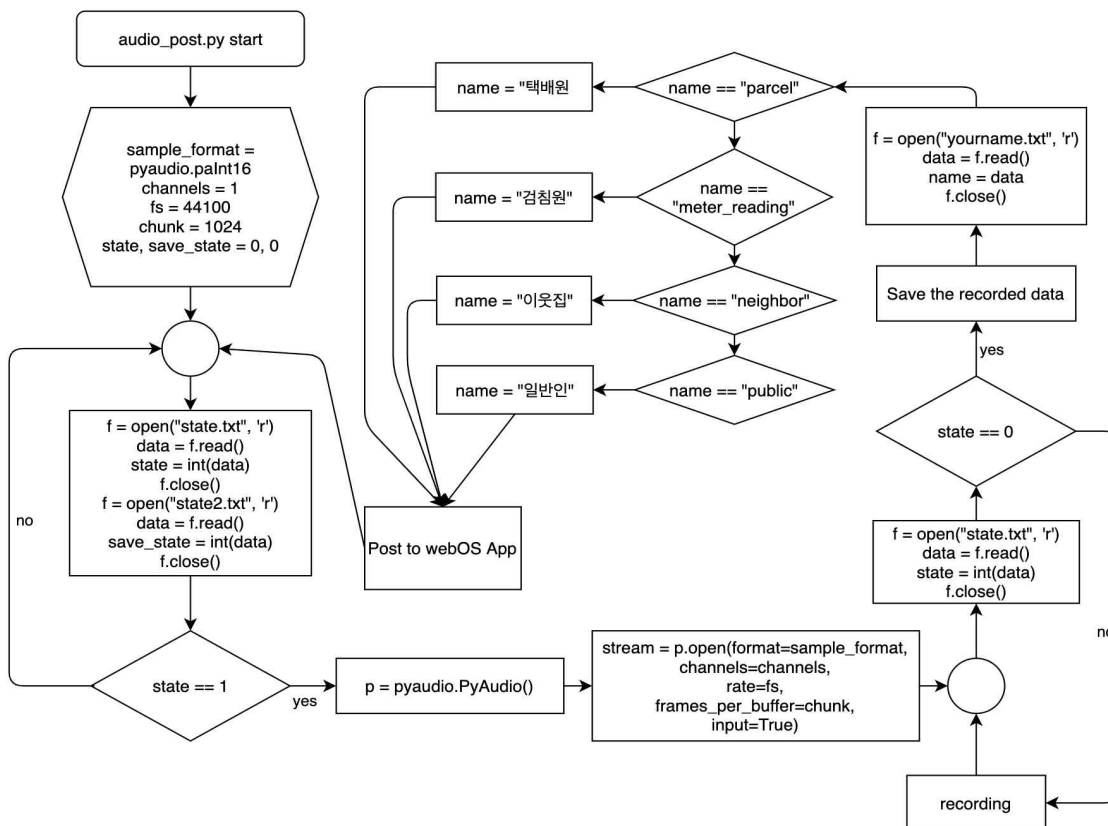 audio_post.py start
sample_format =
pyaudio.paInt16
channels = 1
fs = 44100
chunk = 1024
state, save_state = 0, 0
f = open("state.txt", 'r')
data = f.read()
state = int(data)
f.close()
f = open("state2.txt", 'r')
data = f.read()
save_state = int(data)
f.close()
no
state == 1
yes
p = pyaudio.PyAudio()
stream = p.open(format=sample_format,
channels=channels,
rate=fs,
frames_per_buffer=chunk,
input=True)
recording
f = open("state.txt", 'r')
data = f.read()
state = int(data)
f.close()
state == 0
no
yes
Save the recorded data
f = open("yourname.txt", 'r')
data = f.read()
name = data
f.close()
name == "parcel"
name = "택배원
name ==
"meter_reading"
name = "검침원"
name == "neighbor"
name = "이웃집"
name == "public"
name = "일반인"
Post to webOS App